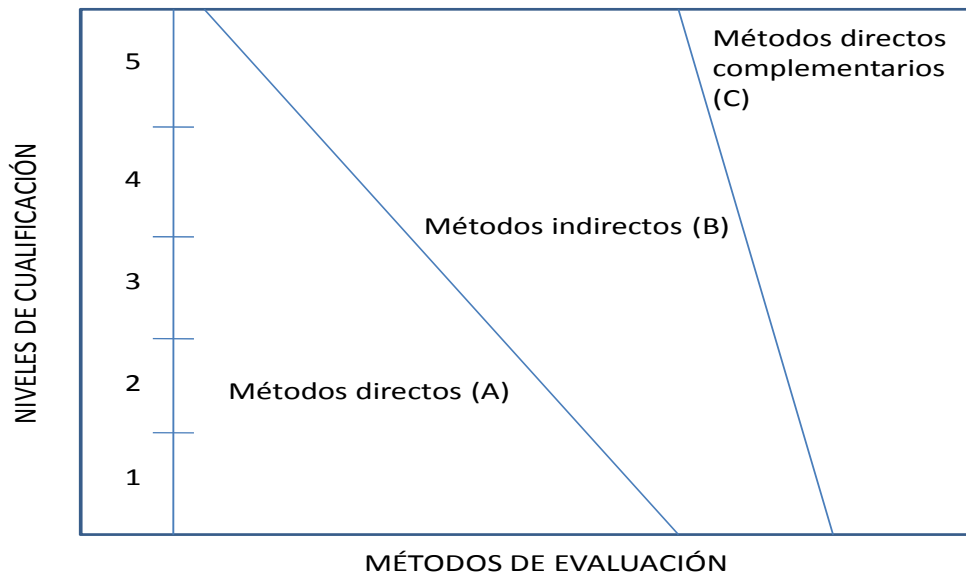 Métodos directos
complementarios
(C)
5
4
Métodos indirectos (B)
3
2
Métodos directos (A)
1
NIVELES DE CUALIFICACIÓN
MÉTODOS DE EVALUACIÓN